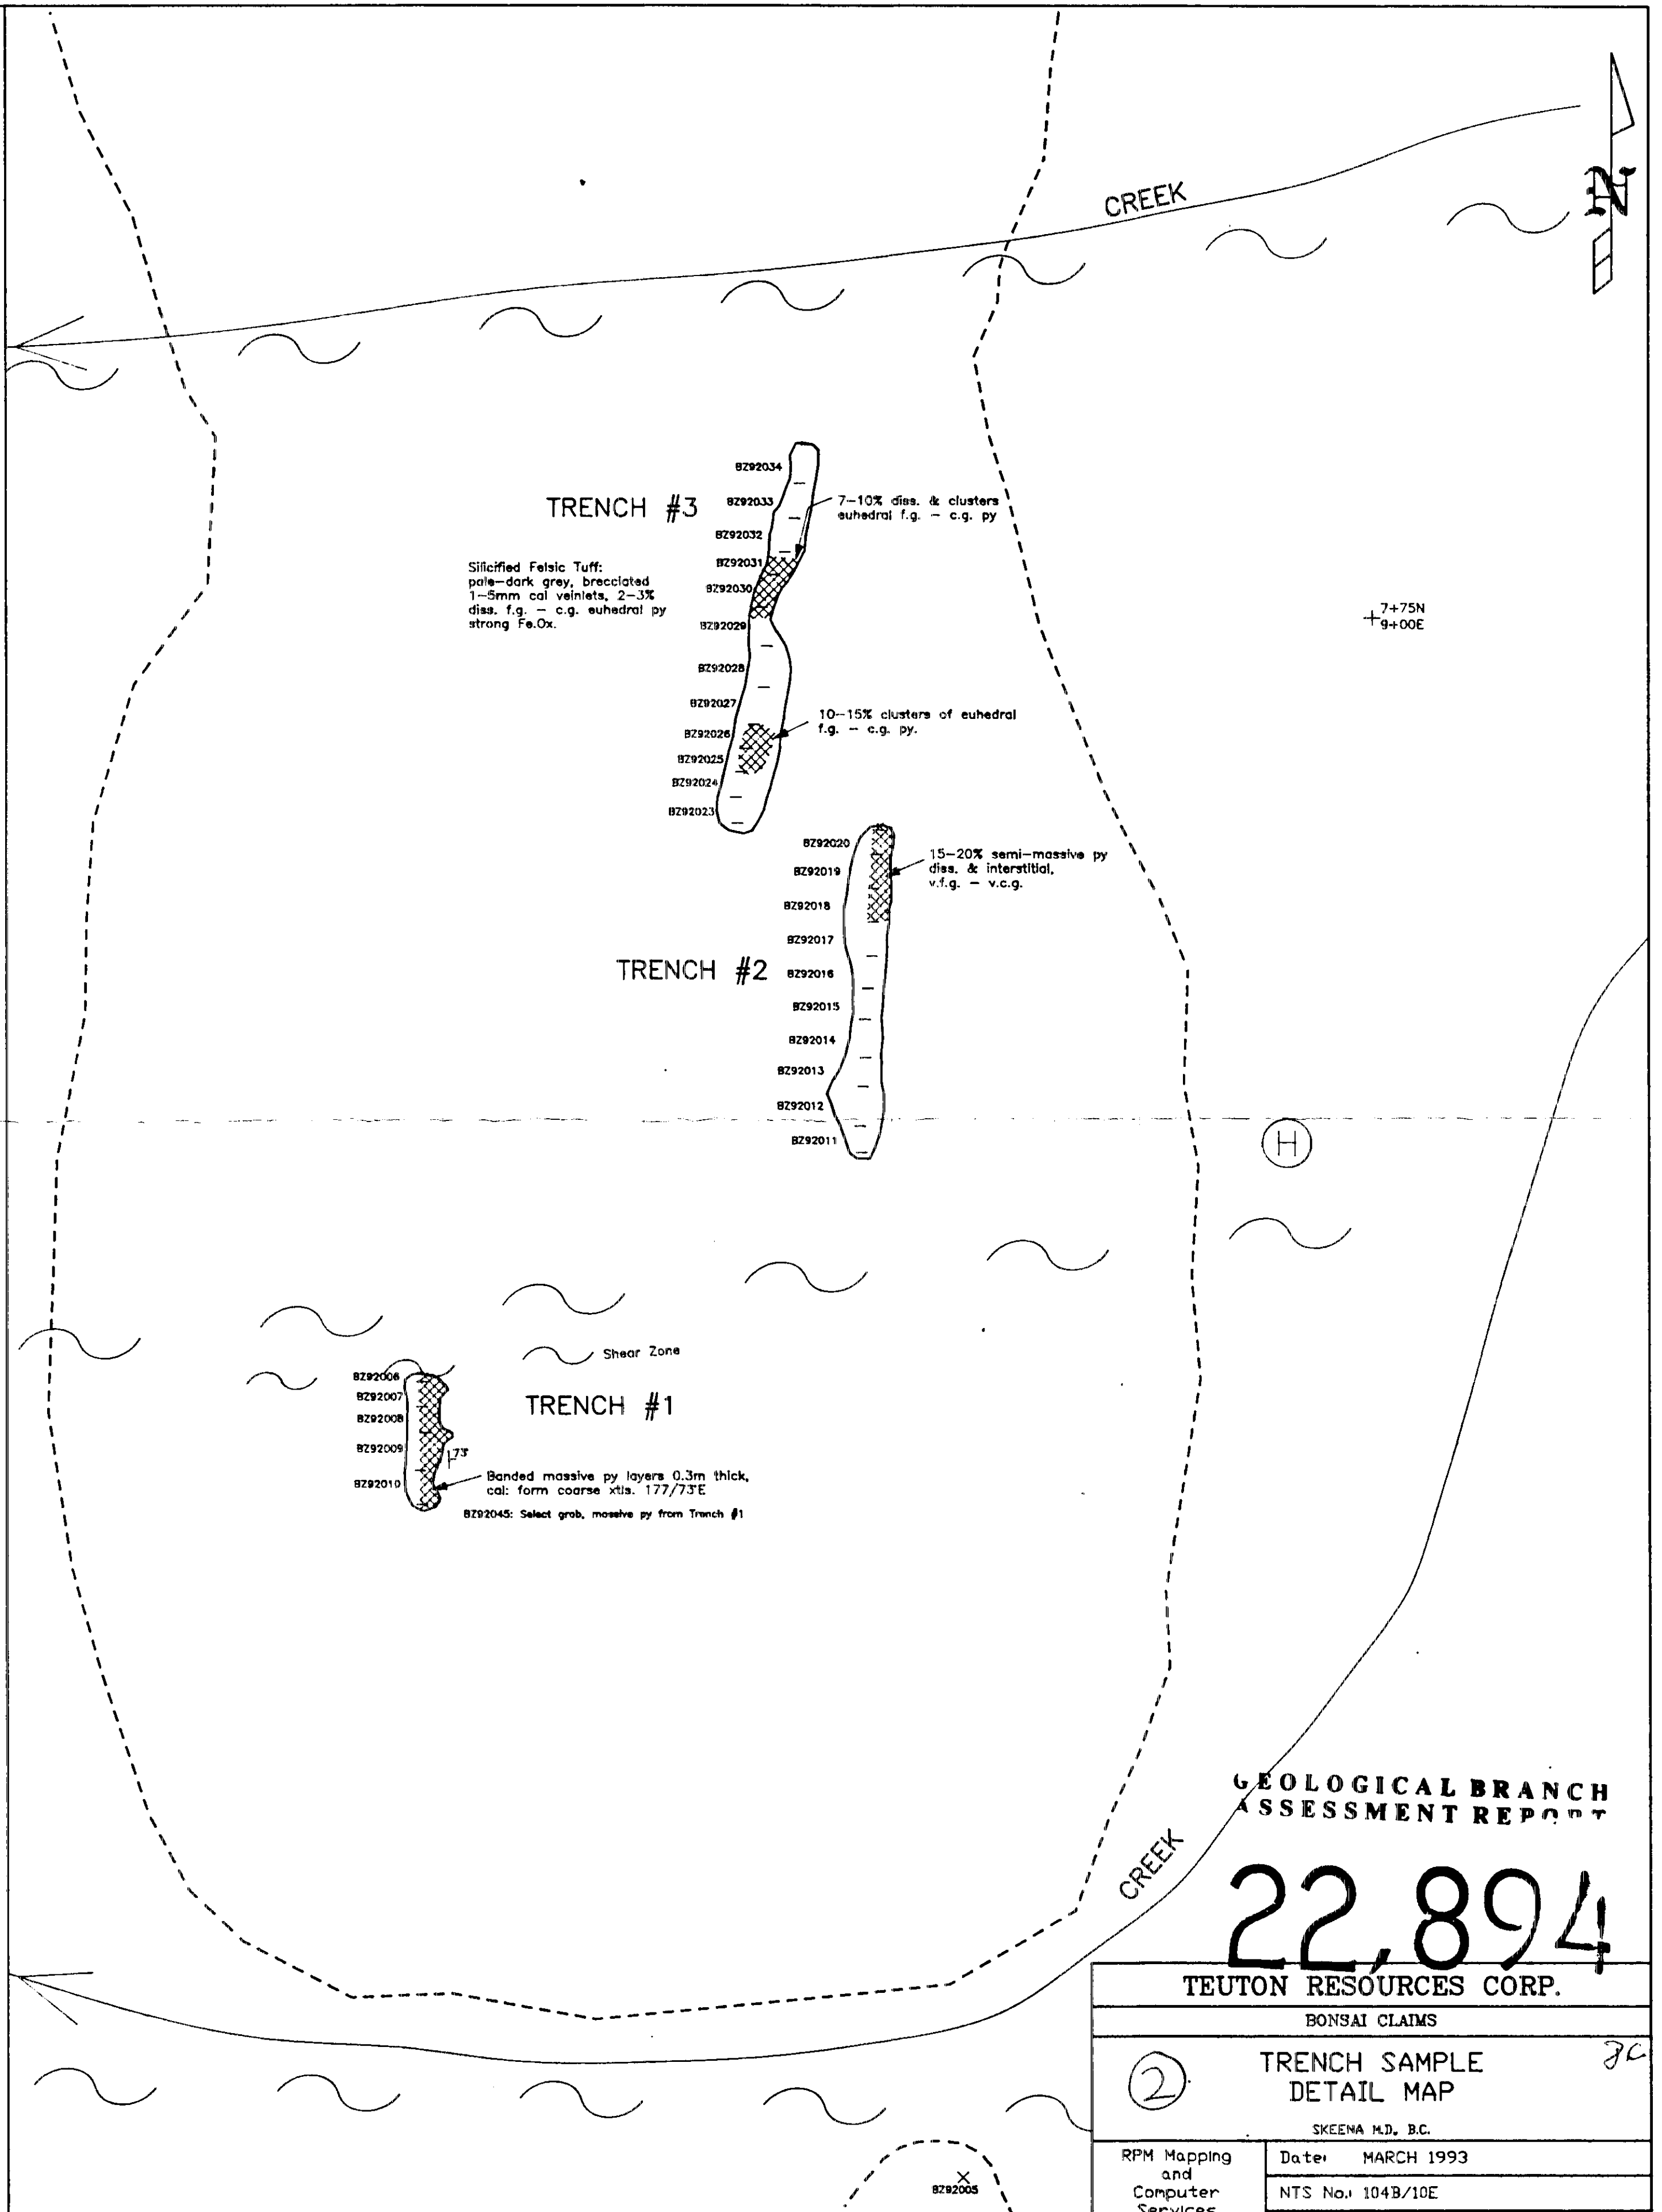 CREEK
N
TRENCH #3
BZ92034
BZ92033
BZ92032
BZ92031
BZ92030
BZ92029
BZ92028
BZ92027
BZ92026
BZ92025
BZ92024
BZ92023
7-10% diss. & clusters
euhedral f.g. - c.g. py
Silicified Felsic Tuff:
pale-dark grey, brecciated
1-5mm cal veinlets, 2-3%
diss. f.g. - c.g. euhedral py
strong Fe.Ox.
7+75N
9+00E
10-15% clusters of euhedral
f.g. - c.g. py.
BZ92020
BZ92019
BZ92018
BZ92017
BZ92016
BZ92015
BZ92014
BZ92013
BZ92012
BZ92011
15-20% semi-massive py
diss. & interstitial,
v.f.g. - v.c.g.
TRENCH #2
H
Shear Zone
TRENCH #1
BZ92006
BZ92007
BZ92008
BZ92009
BZ92010
73
Banded massive py layers 0.3m thick,
cal: form coarse xtls. 177/73°E
BZ92045: Select grab, massive py from Trench #1
CREEK
GEOLOGICAL BRANCH
ASSESSMENT REPORT
22,894
TEUTON RESOURCES CORP.
BONSAI CLAIMS
2
TRENCH SAMPLE
DETAIL MAP
SKEENA M.D., B.C.
RPM Mapping
and
Computer
Services
Date: MARCH 1993
NTS No.: 104B/10E
BZ92005